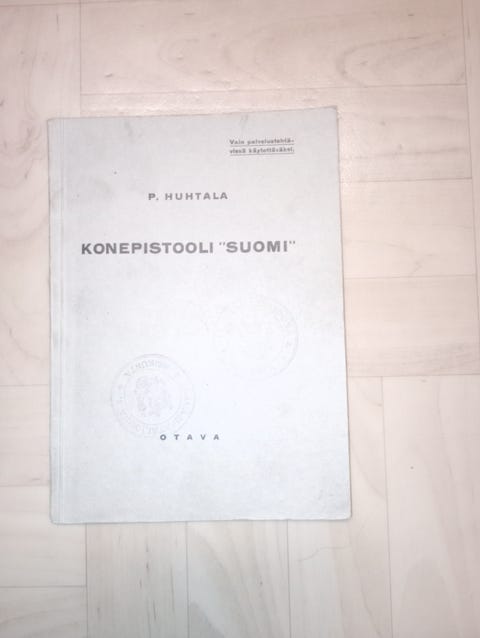 Vain palvelustehtä-
vissä käytettäväksi.
P. HUHTALA
KONEPISTOOLI "SUOMI"
OTAVA